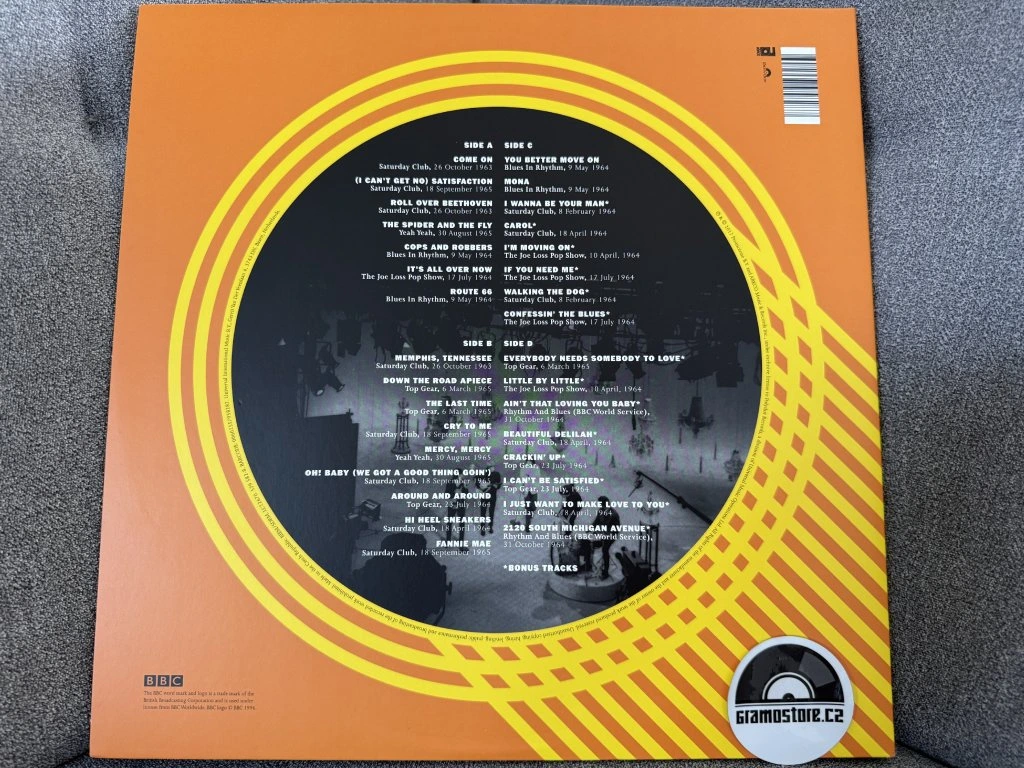 SIDE A
COME ON
Saturday Club, 26 October 1963
(I CAN'T GET NO) SATISFACTION
Saturday Club, 18 September 1965
ROLL OVER BEETHOVEN
Saturday Club, 26 October 1963
THE SPIDER AND THE FLY
Yeah Yeah, 30 August 1965
COPS AND ROBBERS
Blues In Rhythm, 9 May 1964
IT'S ALL OVER NOW
The Joe Loss Pop Show, 17 July 1964
ROUTE 66
Blues In Rhythm, 9 May 1964
SIDE B
MEMPHIS, TENNESSEE
Saturday Club, 26 October 1963
DOWN THE ROAD APIECE
Top Gear, 6 March 1965
THE LAST TIME
Top Gear, 6 March 1965
CRY TO ME
Saturday Club, 18 September 1965
MERCY, MERCY
Yeah Yeah, 30 August 1965
OH! BABY (WE GOT A GOOD THING GOIN')
Saturday Club, 18 September 1965
AROUND AND AROUND
Top Gear, 23 July 1964
HI HEEL SNEAKERS
Saturday Club, 18 April 1964
FANNIE MAE
Saturday Club, 18 September 1965
SIDE C
YOU BETTER MOVE ON
Blues In Rhythm, 9 May 1964
MONA
Blues In Rhythm, 9 May 1964
I WANNA BE YOUR MAN*
Saturday Club, 8 February 1964
CAROL*
Saturday Club, 18 April 1964
I'M MOVING ON*
The Joe Loss Pop Show, 10 April, 1964
IF YOU NEED ME*
The Joe Loss Pop Show, 17 July 1964
WALKING THE DOG*
Saturday Club, 8 February 1964
CONFESSIN' THE BLUES*
The Joe Loss Pop Show, 17 July 1964
SIDE D
EVERYBODY NEEDS SOMEBODY TO LOVE*
Top Gear, 6 March 1965
LITTLE BY LITTLE*
The Joe Loss Pop Show, 10 April, 1964
AIN'T THAT LOVING YOU BABY*
Rhythm And Blues (BBC World Service),
31 October 1964
BEAUTIFUL DELILAH*
Saturday Club, 18 April, 1964
CRACKIN' UP*
Top Gear, 23 July 1964
I CAN'T BE SATISFIED*
Top Gear, 23 July, 1964
I JUST WANT TO MAKE LOVE TO YOU*
Saturday Club, 18 April, 1964
2120 SOUTH MICHIGAN AVENUE*
Rhythm And Blues (BBC World Service),
31 October 1964
*BONUS TRACKS
BBC
The BBC word mark and logo is a trade mark of the
British Broadcasting Corporation and is used under
licence from BBC Worldwide. BBC logo © BBC 1996.
GRAMOSTORE.CZ